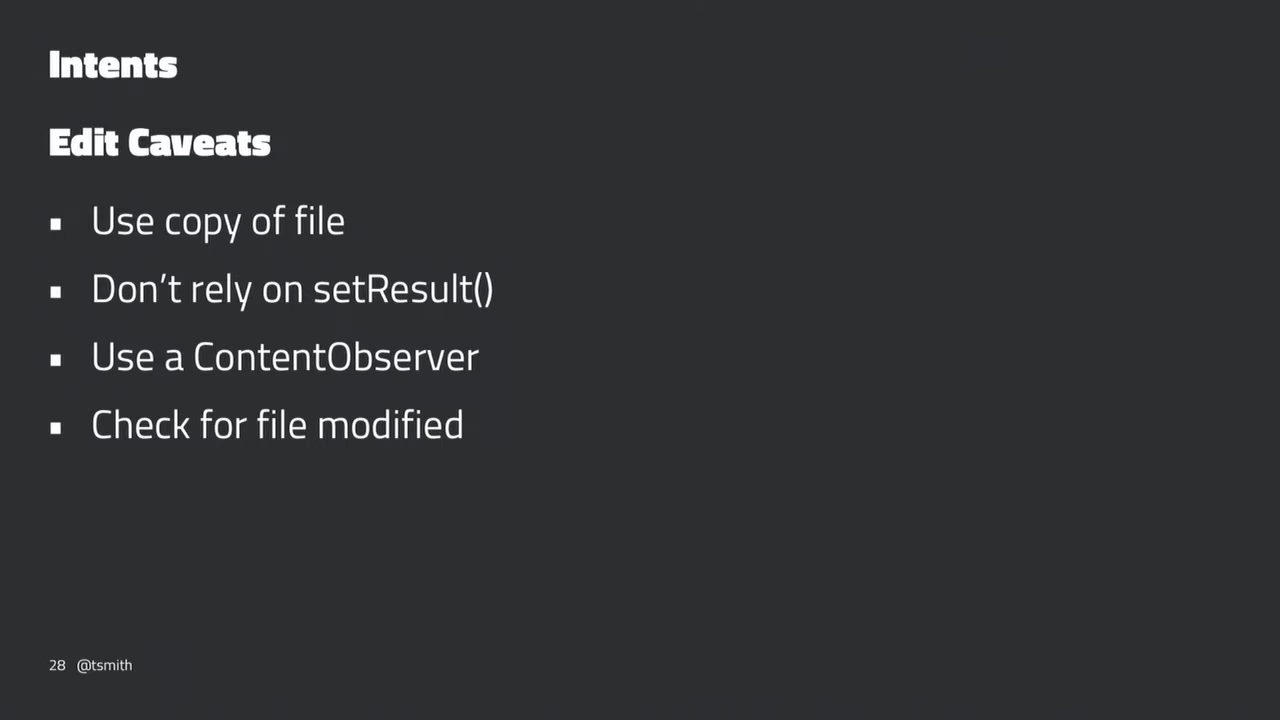 Intents
Edit Caveats
▪ Use copy of file
▪ Don’t rely on setResult()
▪ Use a ContentObserver
▪ Check for file modified
28 @tsmith